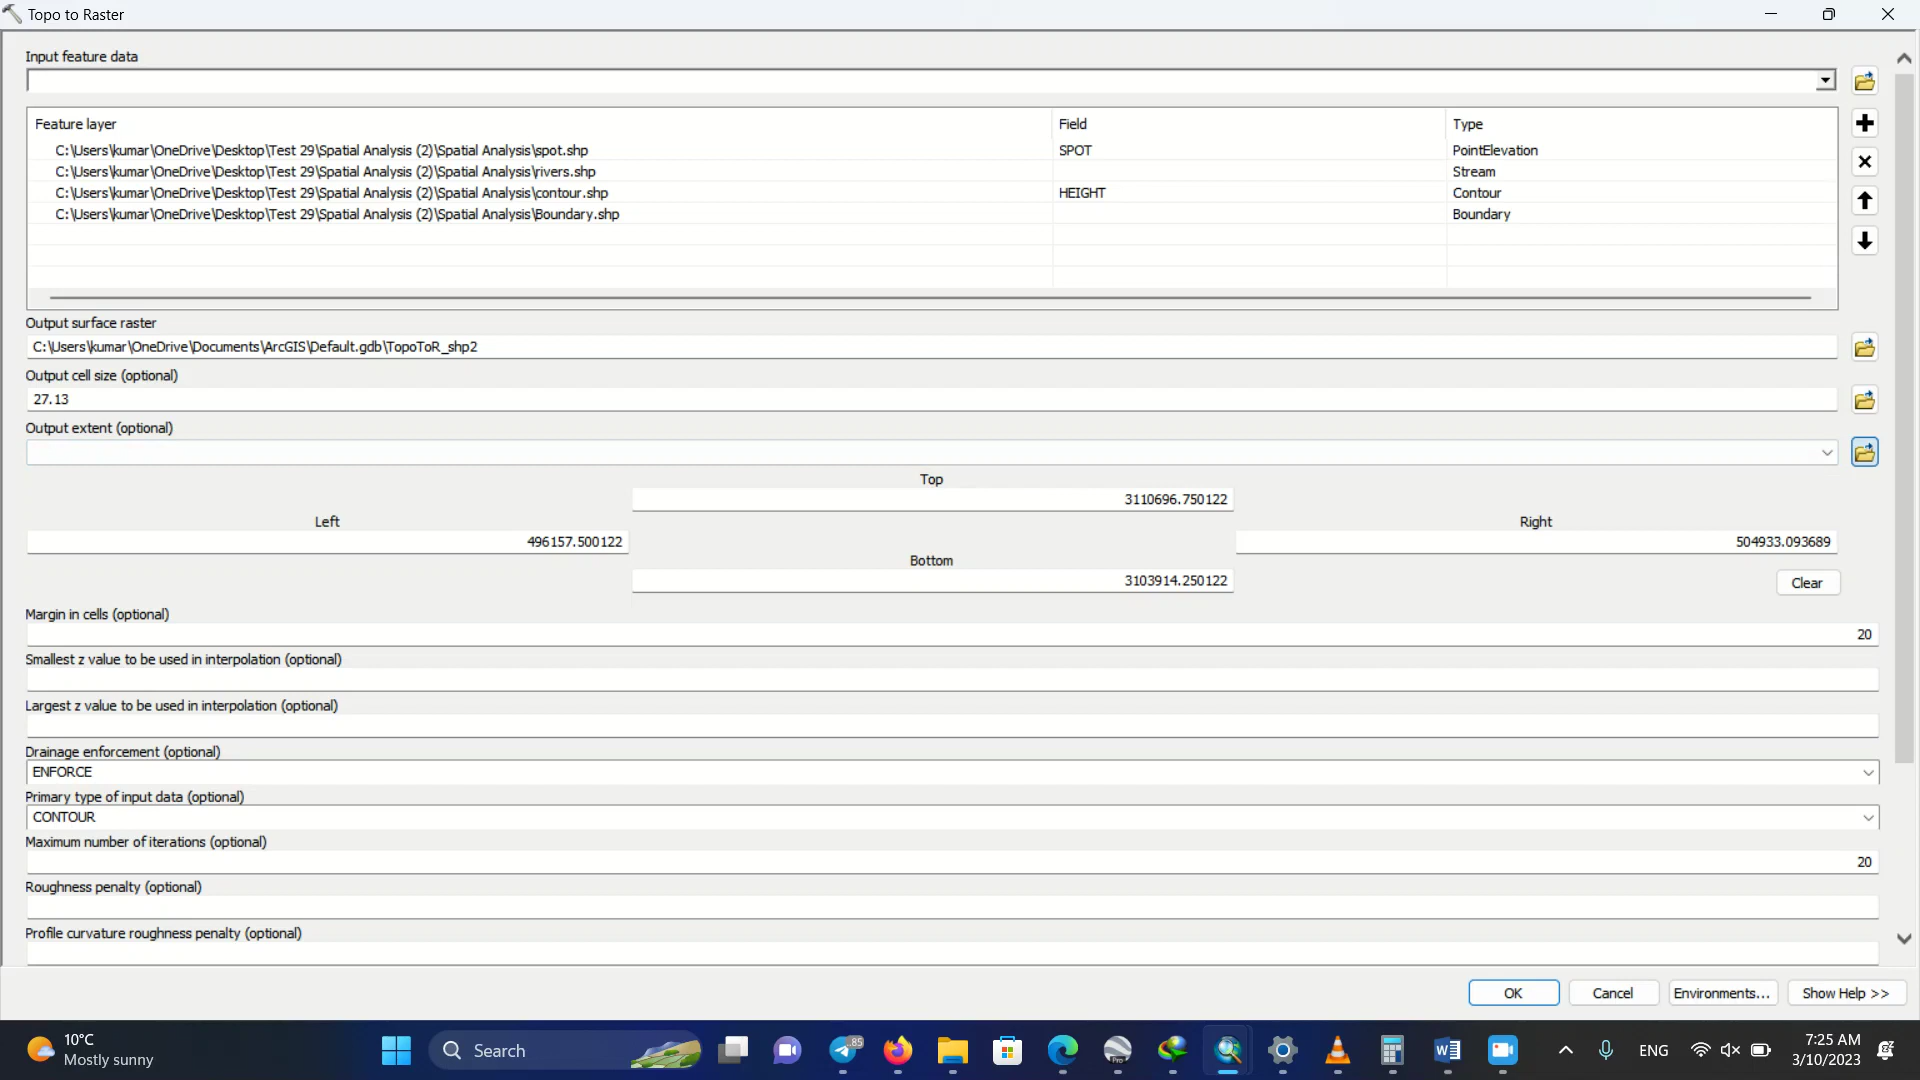 Topo to Raster
Input feature data
Feature layer Field Type
C:\Users\kumar\OneDrive\Desktop\Test 29\Spatial Analysis (2)\Spatial Analysis\spot.shp SPOT PointElevation
C:\Users\kumar\OneDrive\Desktop\Test 29\Spatial Analysis (2)\Spatial Analysis\rivers.shp Stream
C:\Users\kumar\OneDrive\Desktop\Test 29\Spatial Analysis (2)\Spatial Analysis\contour.shp HEIGHT Contour
C:\Users\kumar\OneDrive\Desktop\Test 29\Spatial Analysis (2)\Spatial Analysis\Boundary.shp Boundary
Output surface raster
C:\Users\kumar\OneDrive\Documents\ArcGIS\Default.gdb\TopoToR_shp2
Output cell size (optional)
27.13
Output extent (optional)
Top
3110696.750122
Left Right
496157.500122 504933.093689
Bottom
3103914.250122
Clear
Margin in cells (optional)
20
Smallest z value to be used in interpolation (optional)
Largest z value to be used in interpolation (optional)
Drainage enforcement (optional)
ENFORCE
Primary type of input data (optional)
CONTOUR
Maximum number of iterations (optional)
20
Roughness penalty (optional)
Profile curvature roughness penalty (optional)
OK Cancel Environments... Show Help >>
10°C
Mostly sunny
Search
85
Pro
ENG
7:25 AM
3/10/2023